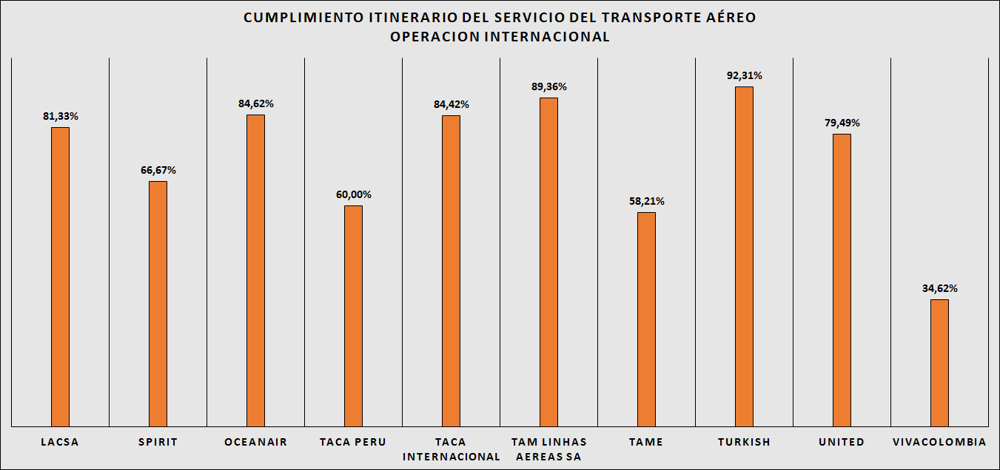 CUMPLIMIENTO ITINERARIO DEL SERVICIO DEL TRANSPORTE AÉREO
OPERACION INTERNACIONAL
81,33%
66,67%
84,62%
60,00%
84,42%
89,36%
58,21%
92,31%
79,49%
34,62%
LACSA
SPIRIT
OCEANAIR
TACA PERU
TACA
INTERNACIONAL
TAM LINHAS
AEREAS SA
TAME
TURKISH
UNITED
VIVACOLOMBIA